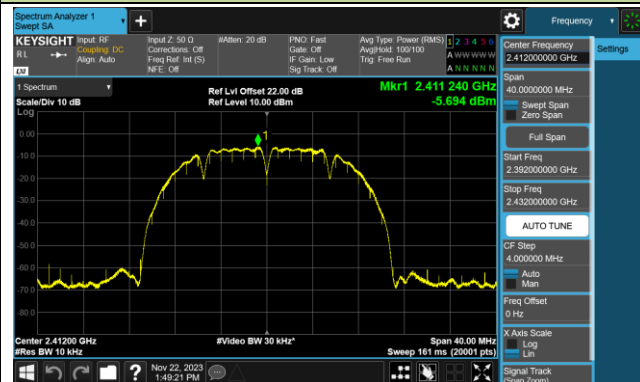 Spectrum Analyzer 1
Swept SA
+
Frequency
KEYSIGHT
Input: RF
Coupling: DC
Align: Auto
Input Z: 50 Ω
Corrections: Off
Freq Ref: Int (S)
NFE: Off
#Atten: 20 dB
PNO: Fast
Gate: Off
IF Gain: Low
Sig Track: Off
Avg Type: Power (RMS)
Avg|Hold: 100/100
Trig: Free Run
1 2 3 4 5 6
A W W W W W
A N N N N N
RL
LXI
1 Spectrum
Scale/Div 10 dB
Ref Lvl Offset 22.00 dB
Ref Level 10.00 dBm
Mkr1 2.411 240 GHz
-5.694 dBm
Log
1
0.00
-10.0
-20.0
-30.0
-40.0
-50.0
-60.0
-70.0
-80.0
Center 2.41200 GHz
#Res BW 10 kHz
#Video BW 30 kHz*
Span 40.00 MHz
Sweep 161 ms (20001 pts)
Nov 22, 2023
1:49:21 PM
?
Center Frequency
2.412000000 GHz
Settings
Span
40.0000000 MHz
Swept Span
Zero Span
Full Span
Start Freq
2.392000000 GHz
Stop Freq
2.432000000 GHz
AUTO TUNE
CF Step
4.000000 MHz
Auto
Man
Freq Offset
0 Hz
X Axis Scale
Log
Lin
Signal Track
(Span Zoom)